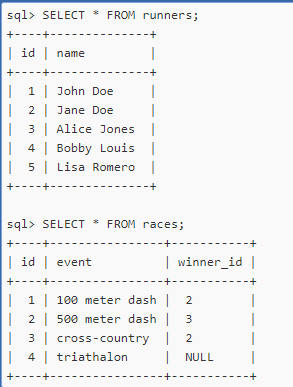 sql> SELECT * FROM runners;
+----+--------------+
| id | name         |
+----+--------------+
|  1 | John Doe     |
|  2 | Jane Doe     |
|  3 | Alice Jones  |
|  4 | Bobby Louis  |
|  5 | Lisa Romero  |
+----+--------------+
sql> SELECT * FROM races;
+----+----------------+-----------+
| id | event          | winner_id |
+----+----------------+-----------+
|  1 | 100 meter dash |  2        |
|  2 | 500 meter dash |  3        |
|  3 | cross-country  |  2        |
|  4 | triathalon     |  NULL     |
+----+----------------+-----------+